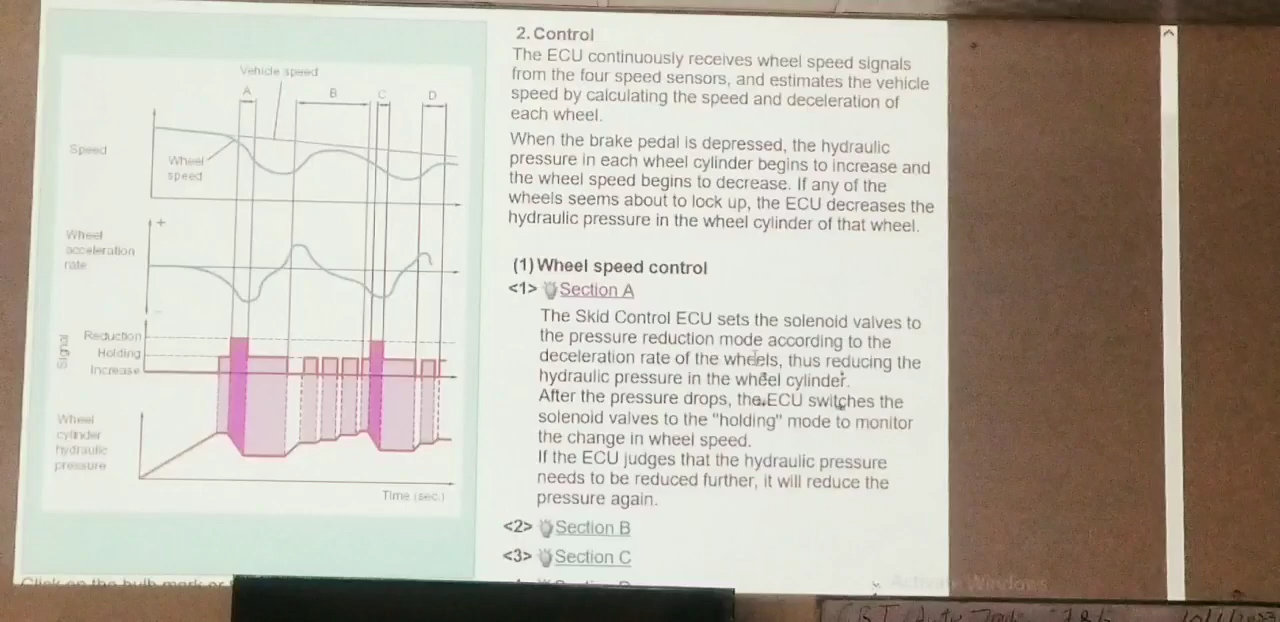 Vehicle speed
A
B
C
D
Speed
Wheel
speed
+
Wheel
acceleration
rate
-
Signal
Reduction
Holding
Increase
Wheel
cylinder
hydraulic
pressure
Time (sec.)
2. Control
The ECU continuously receives wheel speed signals
from the four speed sensors, and estimates the vehicle
speed by calculating the speed and deceleration of
each wheel.
When the brake pedal is depressed, the hydraulic
pressure in each wheel cylinder begins to increase and
the wheel speed begins to decrease. If any of the
wheels seems about to lock up, the ECU decreases the
hydraulic pressure in the wheel cylinder of that wheel.
(1) Wheel speed control
<1> Section A
The Skid Control ECU sets the solenoid valves to
the pressure reduction mode according to the
deceleration rate of the wheels, thus reducing the
hydraulic pressure in the wheel cylinder.
After the pressure drops, the ECU switches the
solenoid valves to the "holding" mode to monitor
the change in wheel speed.
If the ECU judges that the hydraulic pressure
needs to be reduced further, it will reduce the
pressure again.
<2> Section B
<3> Section C
Click on the bulb mark or
Activate Windows
CBT Auto